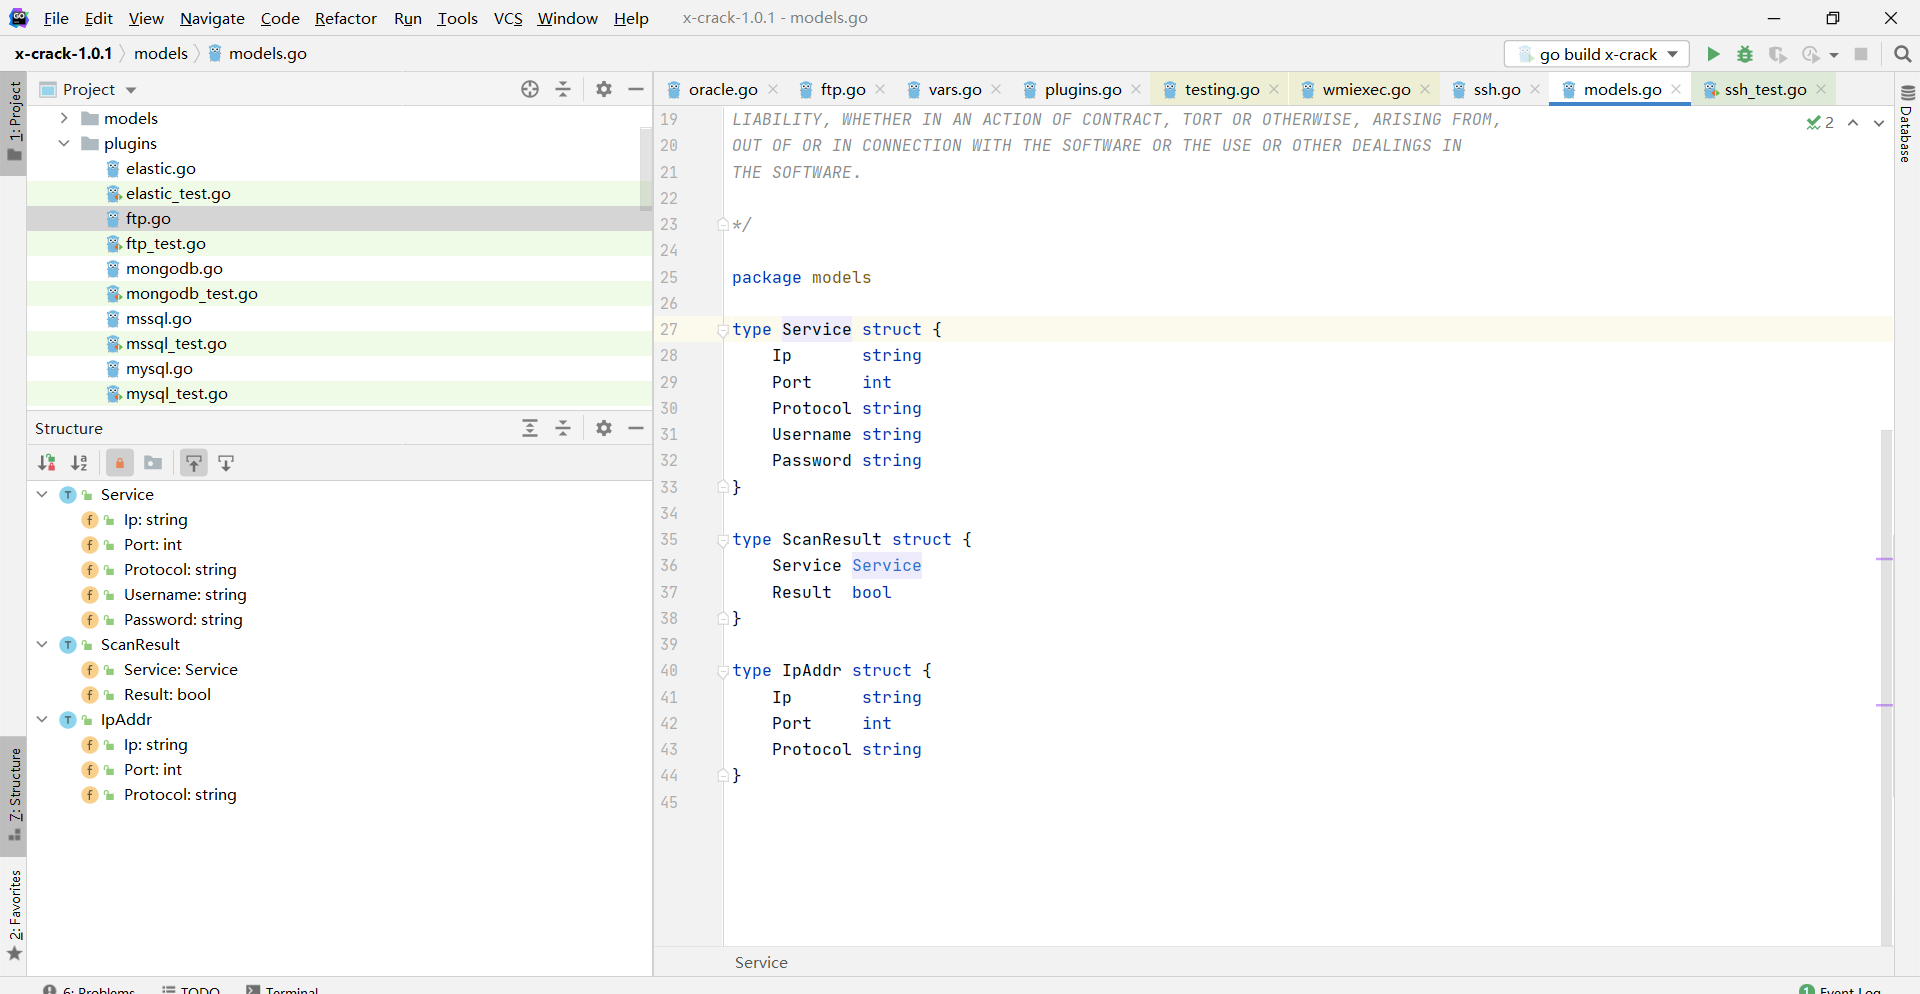 File Edit View Navigate Code Refactor Run Tools VCS Window Help x-crack-1.0.1 - models.go
x-crack-1.0.1 models models.go go build x-crack
1: Project
Project
models
plugins
elastic.go
elastic_test.go
ftp.go
ftp_test.go
mongodb.go
mongodb_test.go
mssql.go
mssql_test.go
mysql.go
mysql_test.go
Structure
Service
Ip: string
Port: int
Protocol: string
Username: string
Password: string
ScanResult
Service: Service
Result: bool
IpAddr
Ip: string
Port: int
Protocol: string
7: Structure
2: Favorites
oracle.go ftp.go vars.go plugins.go testing.go wmiexec.go ssh.go models.go ssh_test.go
2
19 LIABILITY, WHETHER IN AN ACTION OF CONTRACT, TORT OR OTHERWISE, ARISING FROM,
20 OUT OF OR IN CONNECTION WITH THE SOFTWARE OR THE USE OR OTHER DEALINGS IN
21 THE SOFTWARE.
22
23 */
24
25 package models
26
27 type Service struct {
28 Ip string
29 Port int
30 Protocol string
31 Username string
32 Password string
33 }
34
35 type ScanResult struct {
36 Service Service
37 Result bool
38 }
39
40 type IpAddr struct {
41 Ip string
42 Port int
43 Protocol string
44 }
45
Service
Database
6: Problems TODO Terminal 1 Event Log